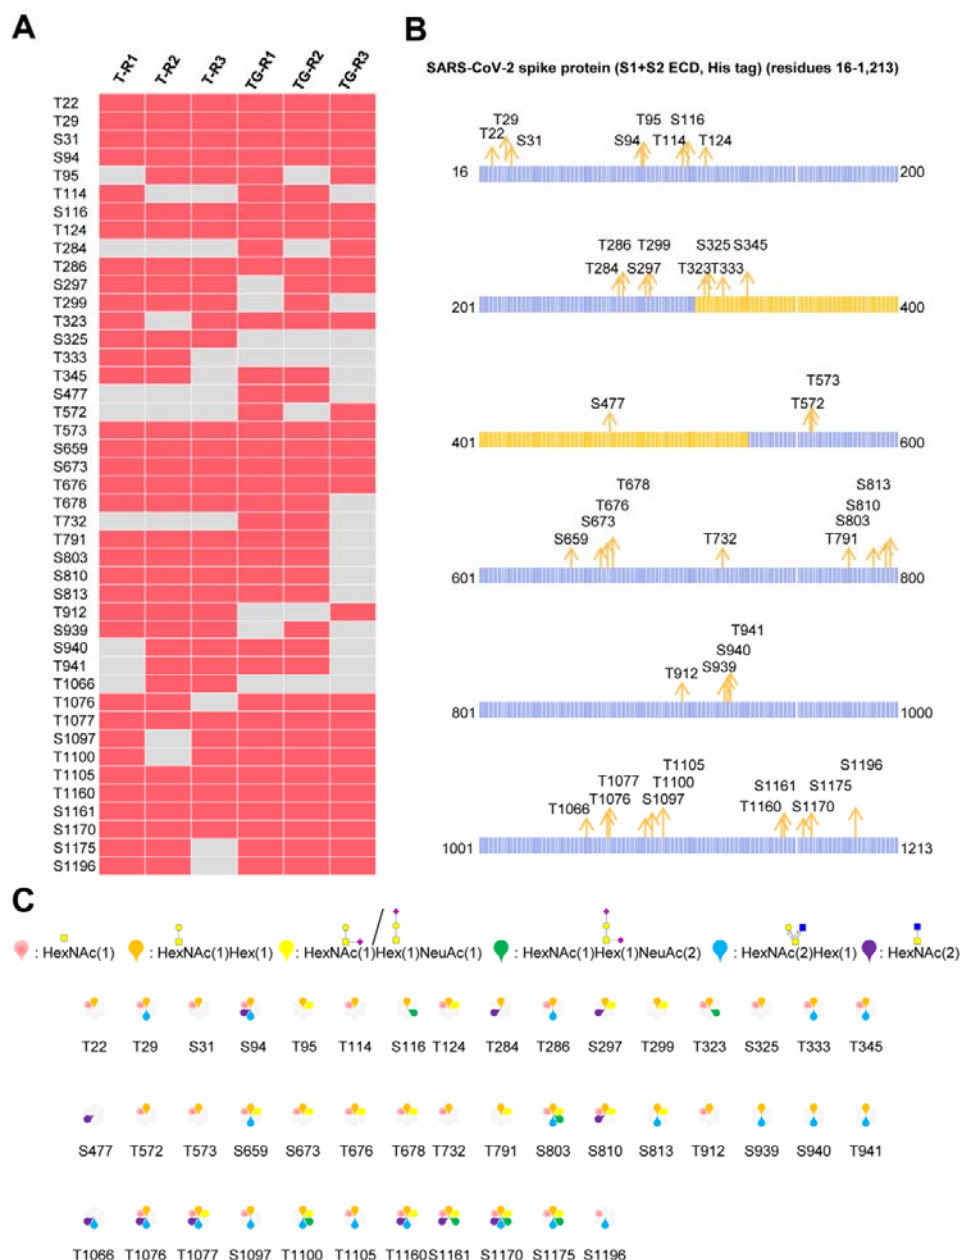 A
T-R1 T-R2 T-R3 TG-R1 TG-R2 TG-R3
T22
T29
S31
S94
T95
T114
S116
T124
T284
T286
S297
T299
T323
S325
T333
T345
S477
T572
T573
S659
S673
T676
T678
T732
T791
S803
S810
S813
T912
S939
S940
T941
T1066
T1076
T1077
S1097
T1100
T1105
T1160
S1161
S1170
S1175
S1196
B
SARS-CoV-2 spike protein (S1+S2 ECD, His tag) (residues 16-1,213)
T29 T95 S116
T22 S31 S94 T114 T124
16 200
T286 T299 S325 S345
T284 S297 T323 T333
201 400
T573
S477 T572
401 600
T678 S813
T676 S810
S673 S803
S659 T732 T791
601 800
T941
S940
T912 S939
801 1000
T1105 S1196
T1077 T1100 S1161 S1175
T1066 T1076 S1097 T1160 S1170
1001 1213
C
: HexNAc(1) : HexNAc(1)Hex(1) : HexNAc(1)Hex(1)NeuAc(1) : HexNAc(1)Hex(1)NeuAc(2) : HexNAc(2)Hex(1) : HexNAc(2)
T22 T29 S31 S94 T95 T114 S116 T124 T284 T286 S297 T299 T323 S325 T333 T345
S477 T572 T573 S659 S673 T676 T678 T732 T791 S803 S810 S813 T912 S939 S940 T941
T1066 T1076 T1077 S1097 T1100 T1105 T1160 S1161 S1170 S1175 S1196